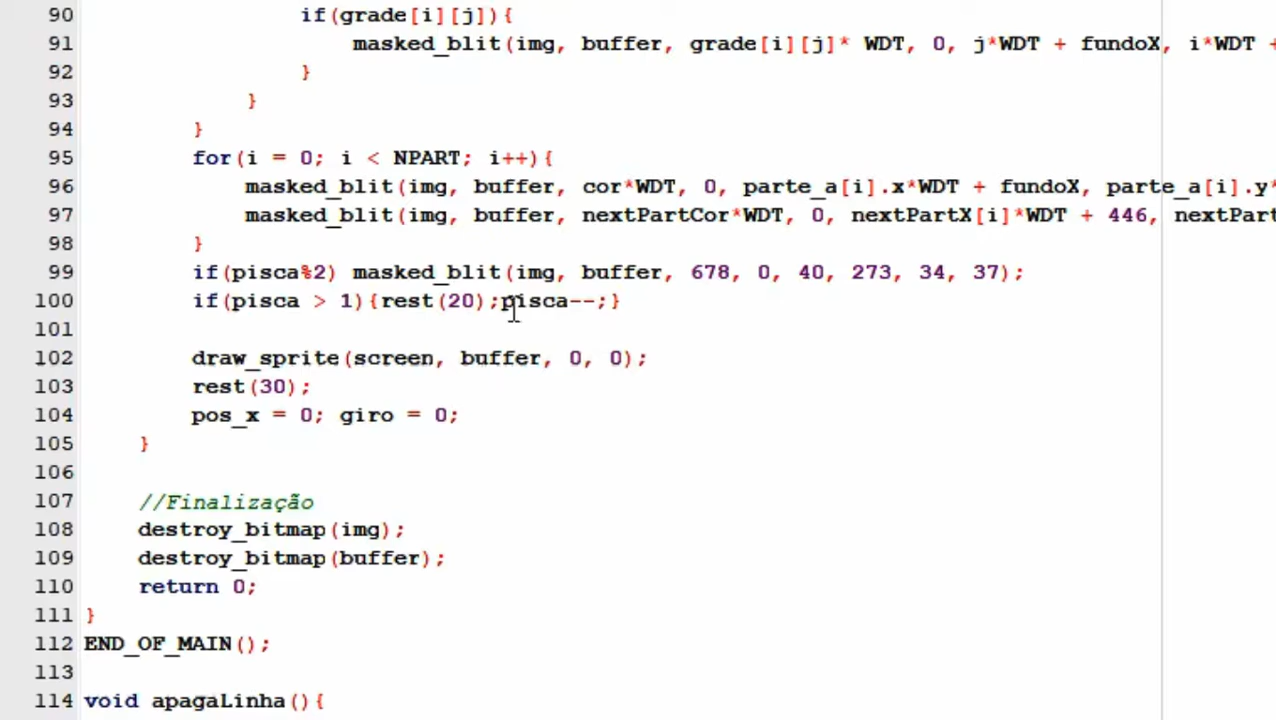 90 if(grade[i][j]){
91 masked_blit(img, buffer, grade[i][j]* WDT, 0, j*WDT + fundoX, i*WDT +
92 }
93 }
94 }
95 for(i = 0; i < NPART; i++){
96 masked_blit(img, buffer, cor*WDT, 0, parte_a[i].x*WDT + fundoX, parte_a[i].y*
97 masked_blit(img, buffer, nextPartCor*WDT, 0, nextPartX[i]*WDT + 446, nextPart
98 }
99 if(pisca%2) masked_blit(img, buffer, 678, 0, 40, 273, 34, 37);
100 if(pisca > 1){rest(20);pisca--;}
101
102 draw_sprite(screen, buffer, 0, 0);
103 rest(30);
104 pos_x = 0; giro = 0;
105 }
106
107 //Finalização
108 destroy_bitmap(img);
109 destroy_bitmap(buffer);
110 return 0;
111 }
112 END_OF_MAIN();
113
114 void apagaLinha(){